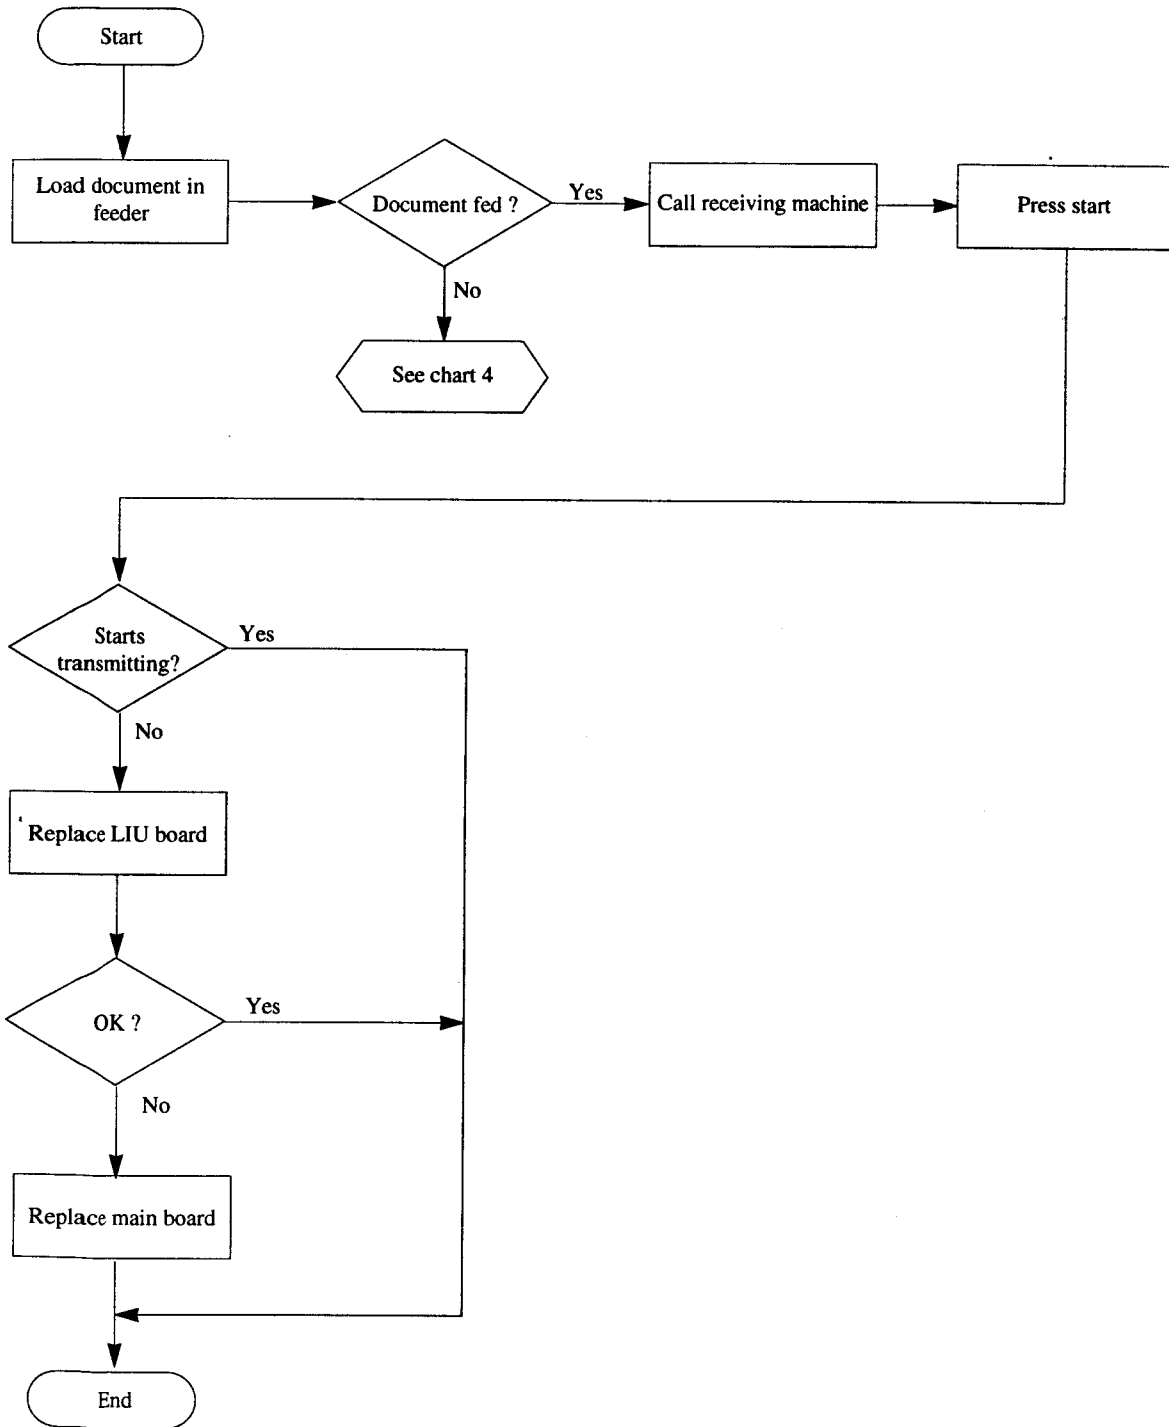 Start
Load document in
feeder
Document fed ?
Yes
Call receiving machine
Press start
No
See chart 4
Starts
transmitting?
Yes
No
Replace LIU board
OK ?
Yes
No
Replace main board
End